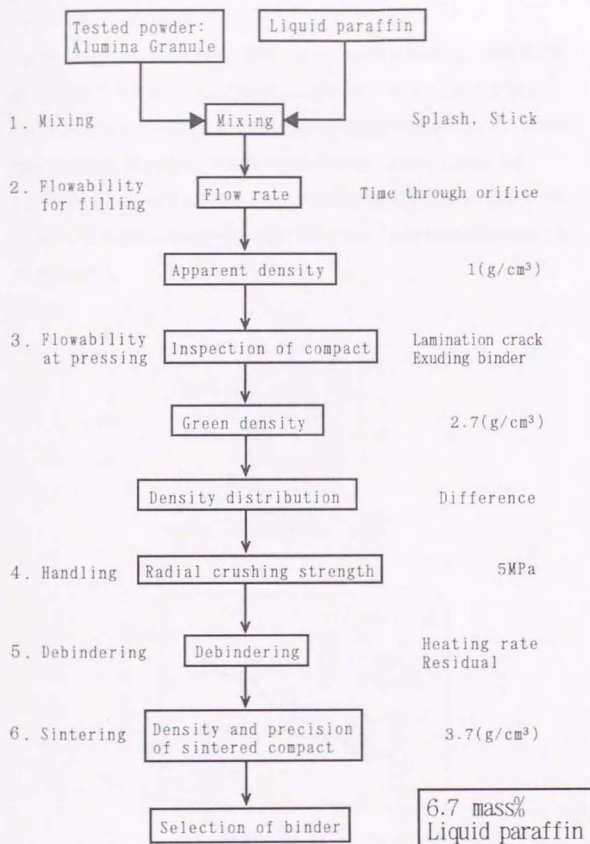 Tested powder:
Alumina Granule
Liquid paraffin
1. Mixing
Mixing
Splash, Stick
2. Flowability
for filling
Flow rate
Time through orifice
Apparent density
1(g/cm³)
3. Flowability
at pressing
Inspection of compact
Lamination crack
Exuding binder
Green density
2.7(g/cm³)
Density distribution
Difference
4. Handling
Radial crushing strength
5MPa
5. Debindering
Debindering
Heating rate
Residual
6. Sintering
Density and precision
of sintered compact
3.7(g/cm³)
Selection of binder
6.7 mass%
Liquid paraffin